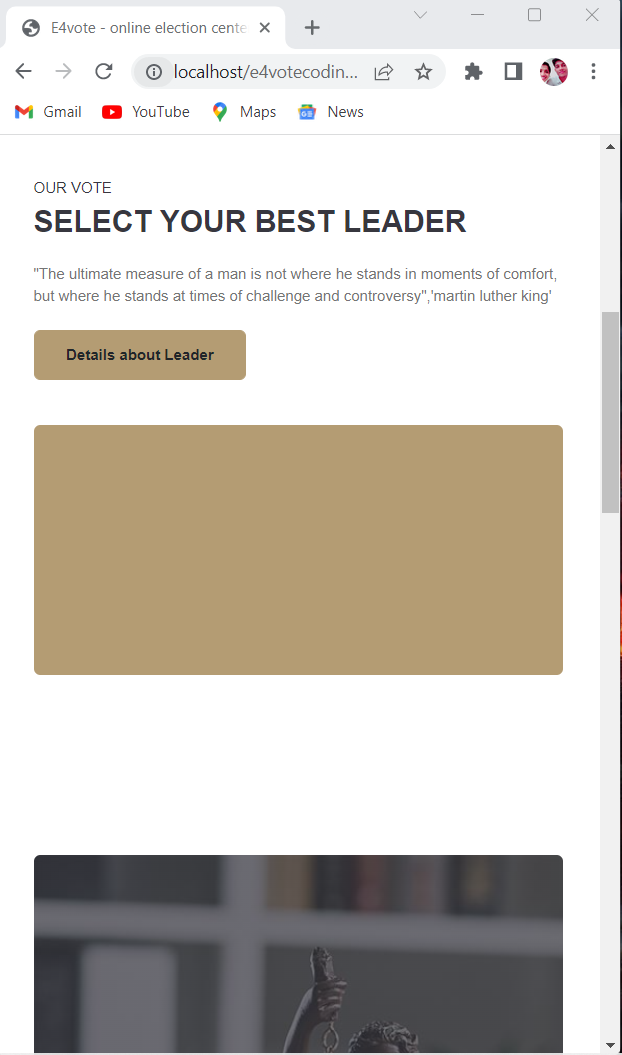 E4vote - online election cente
localhost/e4votecodin...
Gmail
YouTube
Maps
News
OUR VOTE
SELECT YOUR BEST LEADER
"The ultimate measure of a man is not where he stands in moments of comfort,
but where he stands at times of challenge and controversy",'martin luther king'
Details about Leader